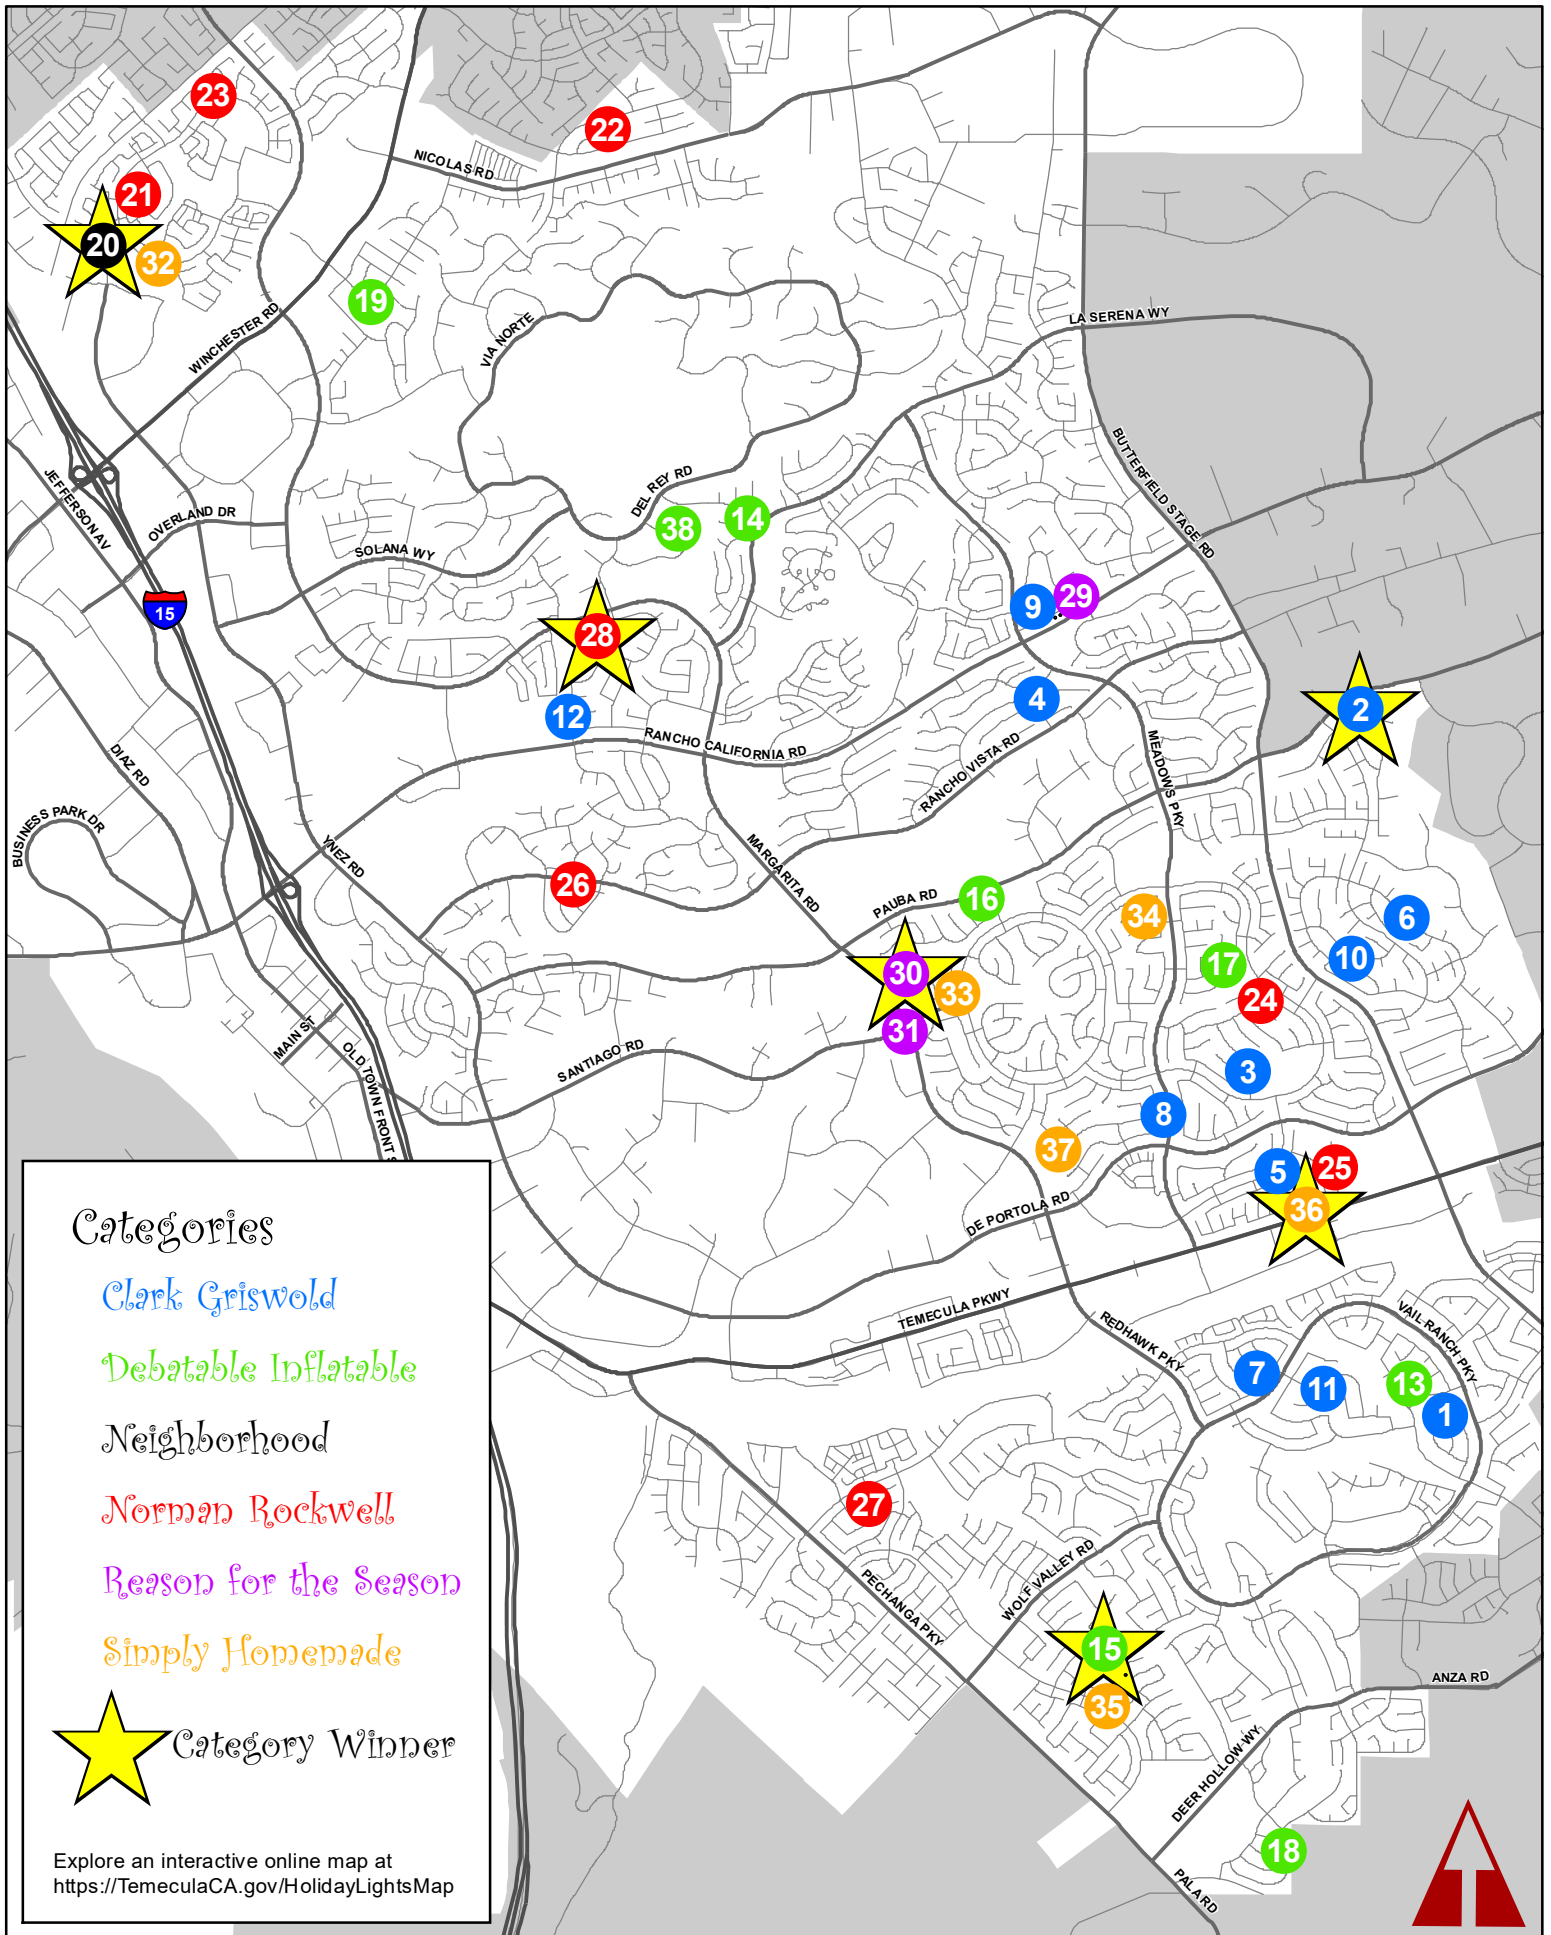 23
22
NICOLAS RD
21
20
32
19
WINCHESTER RD
VIA NORTE
LA SERENA WY
BUTTERFIELD STAGE RD
JEFFERSON AV
OVERLAND DR
DEL REY RD
38
14
SOLANA WY
15
28
9
29
12
4
2
RANCHO CALIFORNIA RD
RANCHO VISTA RD
MEADOWS PKY
DIAZ RD
BUSINESS PARK DR
YNEZ RD
MARGARITA RD
26
PAUBA RD
16
34
6
10
17
24
30
33
31
MAIN ST
OLD TOWN FRONT S
SANTIAGO RD
3
8
37
5
25
36
DE PORTOLA RD
TEMECULA PKWY
REDHAWK PKY
VAIL RANCH PKY
7
11
13
1
27
PECHANGA PKY
WOLF VALLEY RD
15
35
ANZA RD
DEER HOLLOW WY
18
PALA RD
Categories
Clark Griswold
Debatable Inflatable
Neighborhood
Norman Rockwell
Reason for the Season
Simply Homemade
Category Winner
Explore an interactive online map at
https://TemeculaCA.gov/HolidayLightsMap